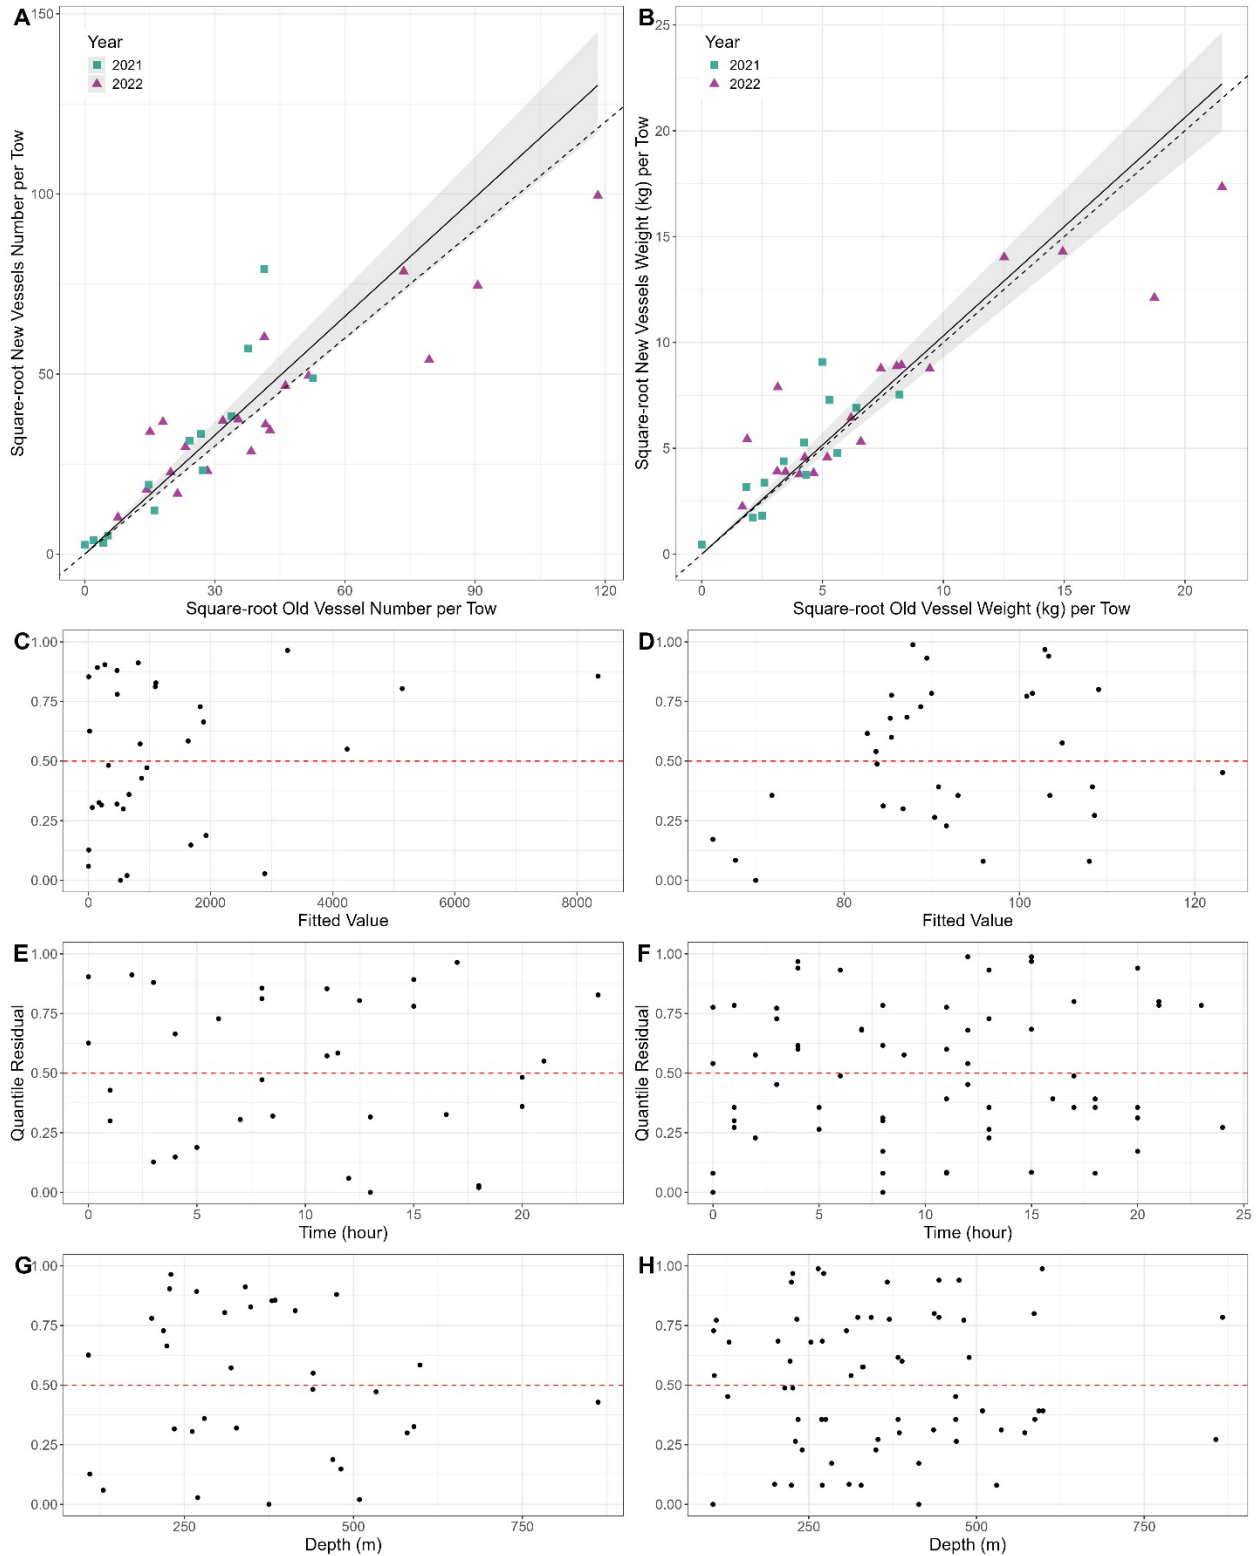 A
B
Year
2021
2022
Square-root New Vessels Number per Tow
150
100
50
0
0 30 60 90 120
Square-root Old Vessel Number per Tow
Year
2021
2022
Square-root New Vessels Weight (kg) per Tow
25
20
15
10
5
0
0 5 10 15 20
Square-root Old Vessel Weight (kg) per Tow
C
1.00
0.75
0.50
0.25
0.00
0 2000 4000 6000 8000
Fitted Value
D
1.00
0.75
0.50
0.25
0.00
80 100 120
Fitted Value
E
Quantile Residual
1.00
0.75
0.50
0.25
0.00
0 5 10 15 20
Time (hour)
F
Quantile Residual
1.00
0.75
0.50
0.25
0.00
0 5 10 15 20 25
Time (hour)
G
1.00
0.75
0.50
0.25
0.00
250 500 750
Depth (m)
H
1.00
0.75
0.50
0.25
0.00
250 500 750
Depth (m)